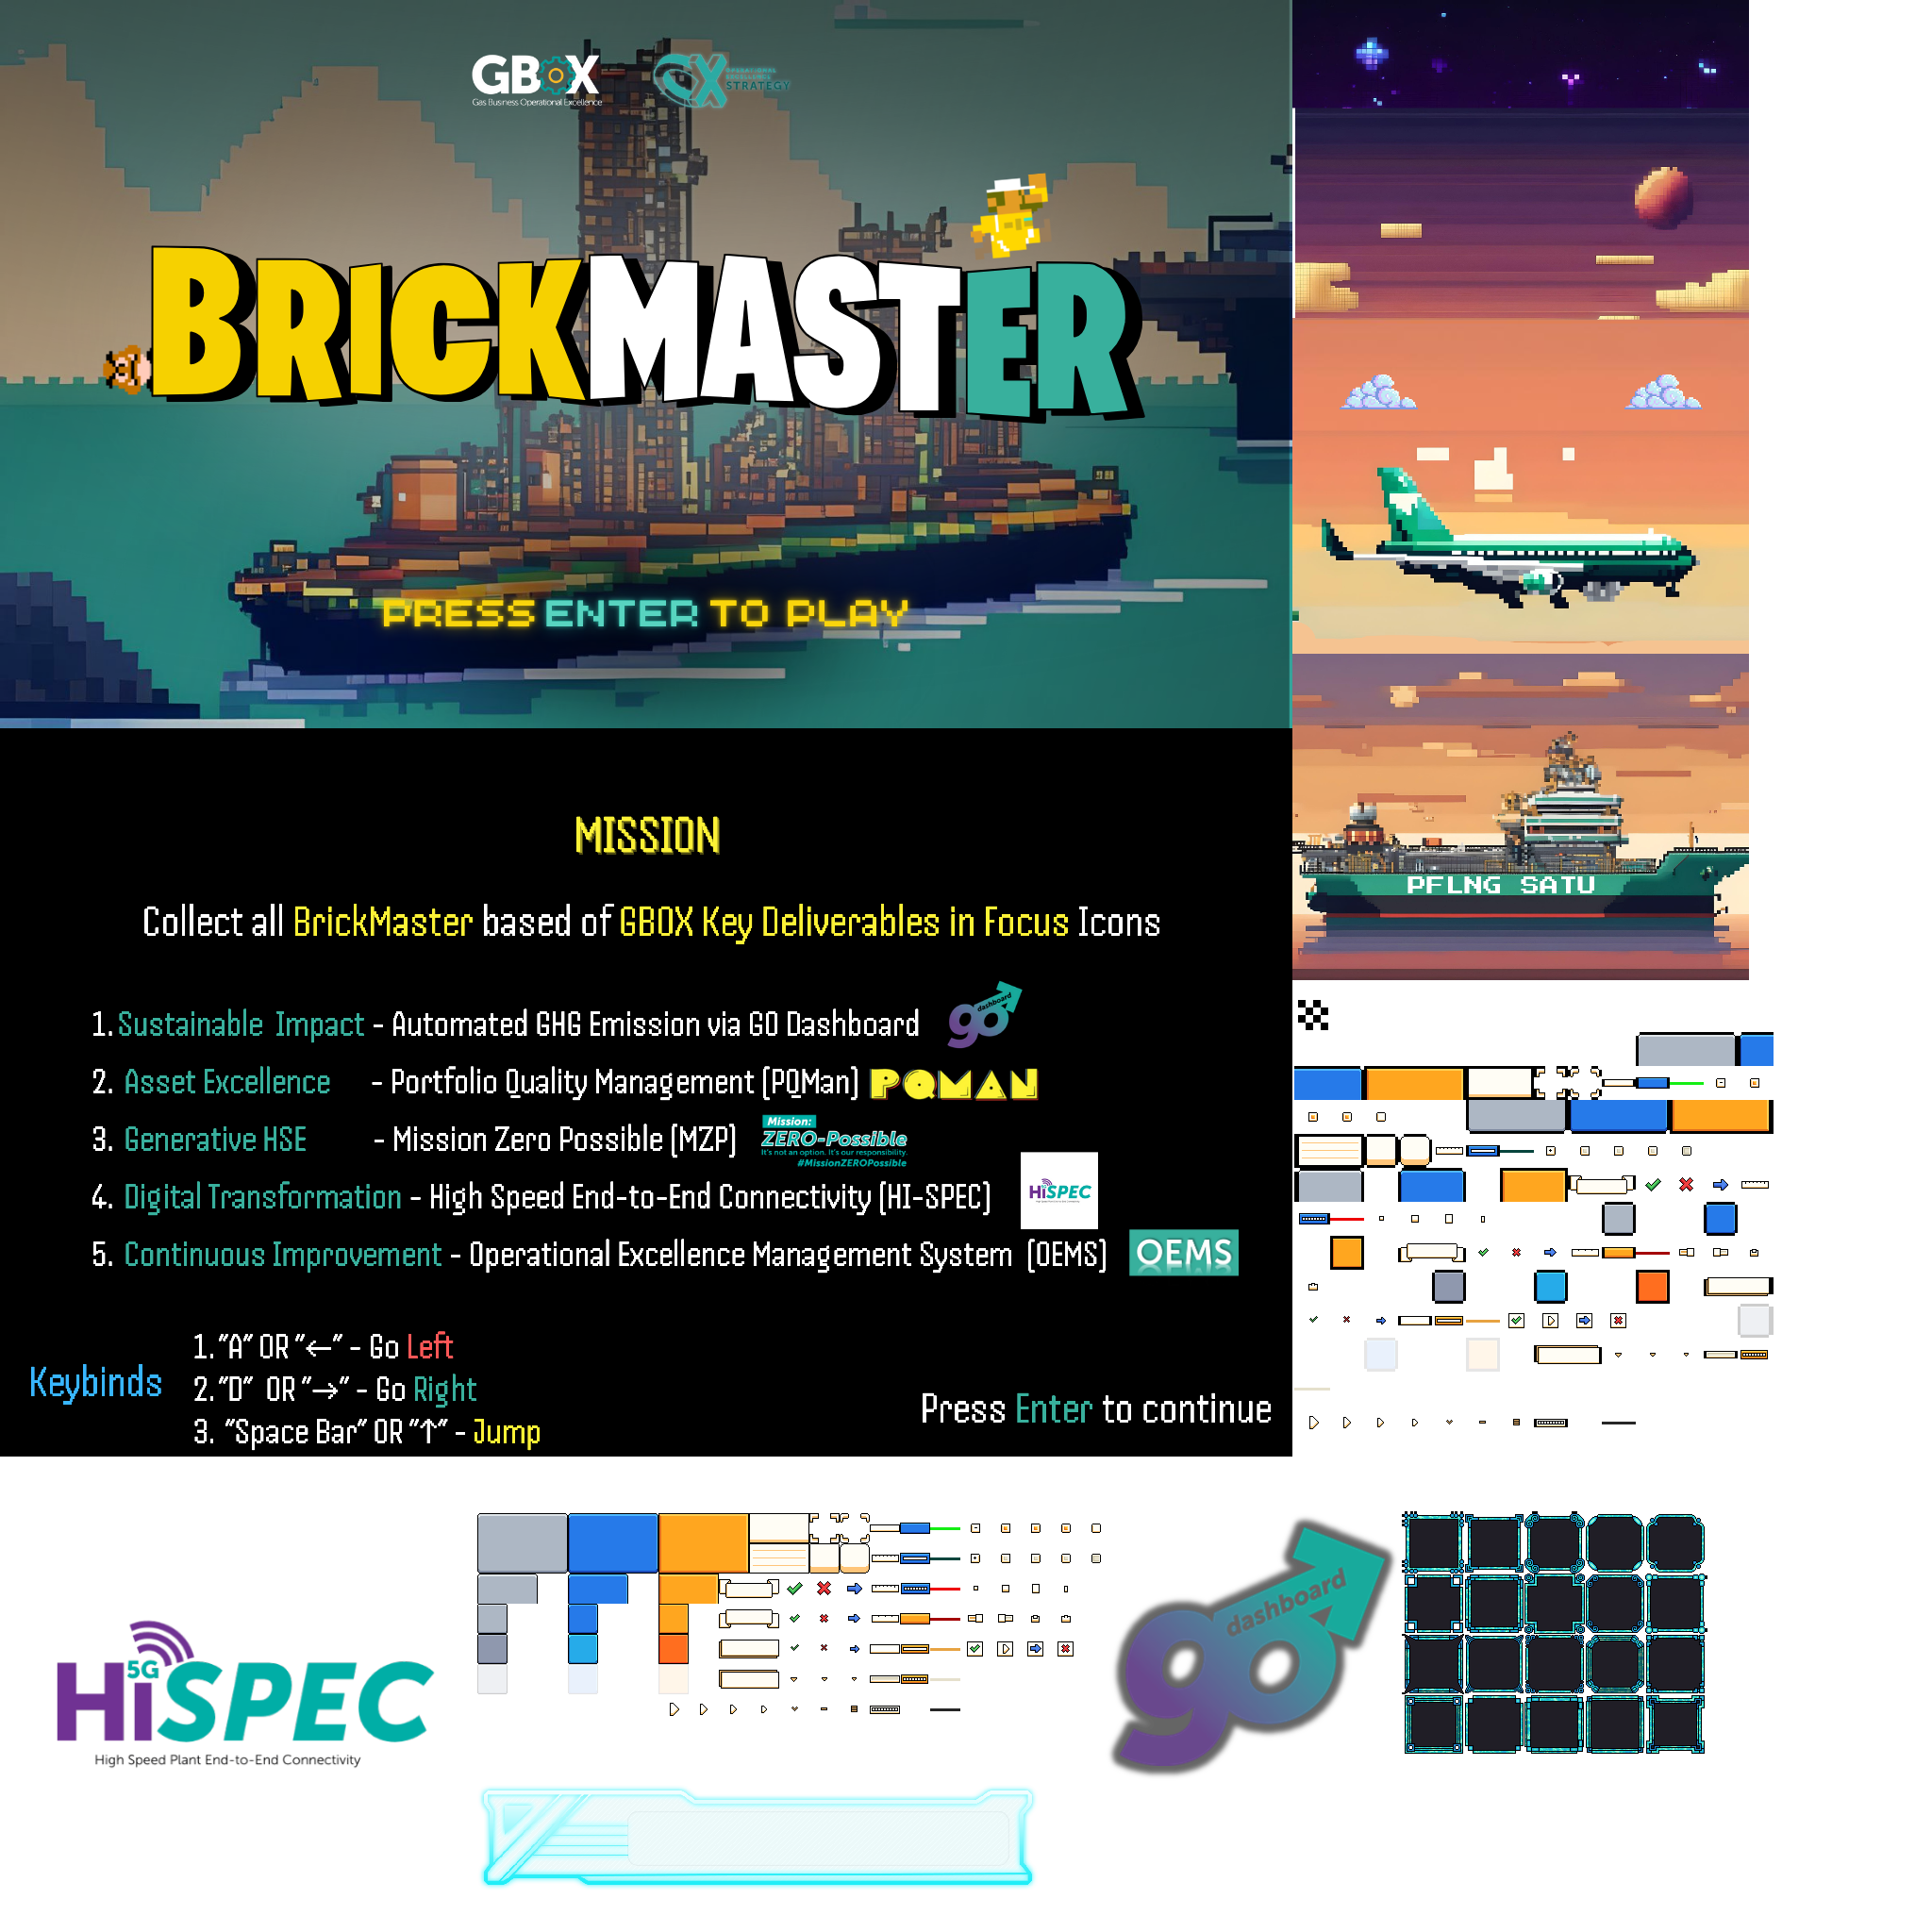 GBOX
Gas Business Operational Excellence
OPERATIONAL
EXCELLENCE
STRATEGY
BRICKMASTER
PRESS ENTER TO PLAY
PFLNG SATU
MISSION
Collect all BrickMaster based of GBOX Key Deliverables in Focus Icons
1. Sustainable Impact - Automated GHG Emission via GO Dashboard
go dashboard
2. Asset Excellence - Portfolio Quality Management (PQMan)
PQMAN
3. Generative HSE - Mission Zero Possible (MZP)
Mission:
ZERO-Possible
It's not an option. It's our responsibility.
#MissionZEROPossible
4. Digital Transformation - High Speed End-to-End Connectivity (HI-SPEC)
HiSPEC
5. Continuous Improvement - Operational Excellence Management System (OEMS)
OEMS
Keybinds
1. "A" OR "←" - Go Left
2. "D" OR "→" - Go Right
3. "Space Bar" OR "↑" - Jump
Press Enter to continue
5G
HiSPEC
High Speed Plant End-to-End Connectivity
go dashboard